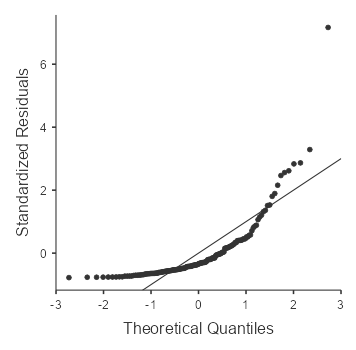 Standardized Residuals
6
4
2
0
-3 -2 -1 0 1 2 3
Theoretical Quantiles